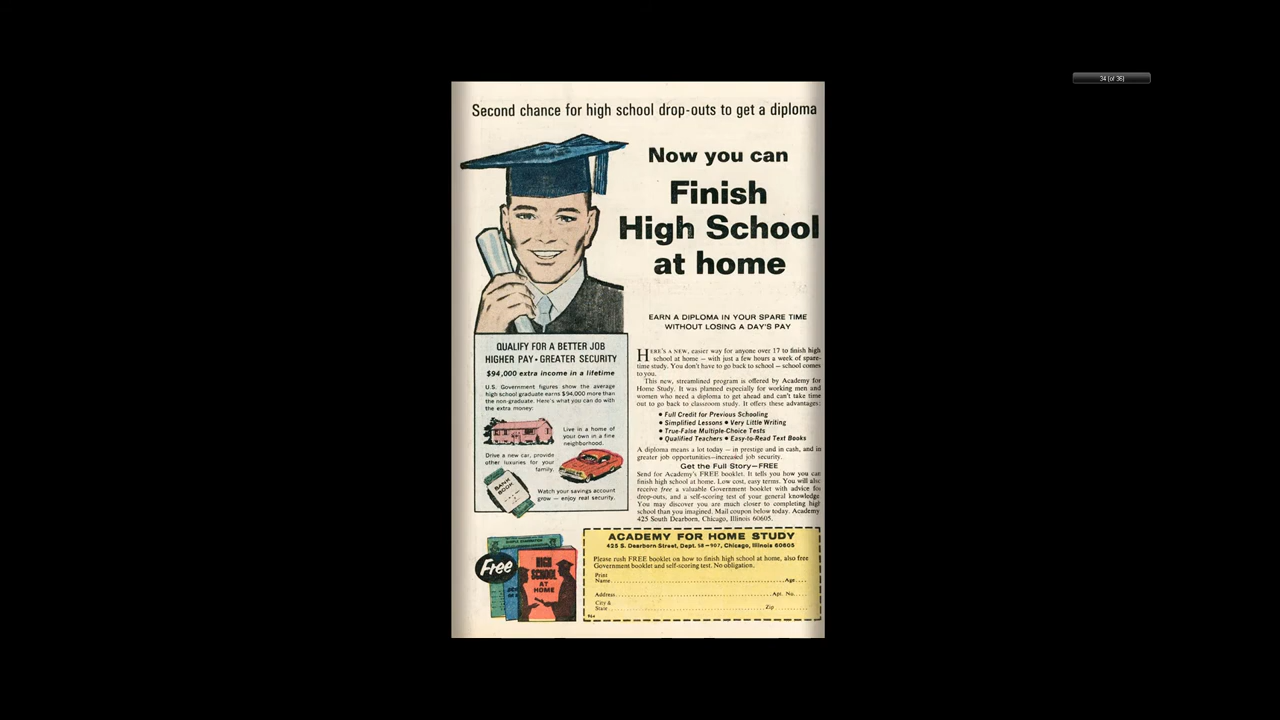 34 (of 36)
Second chance for high school drop-outs to get a diploma
Now you can
Finish
High School
at home
EARN A DIPLOMA IN YOUR SPARE TIME
WITHOUT LOSING A DAY'S PAY
QUALIFY FOR A BETTER JOB
HIGHER PAY • GREATER SECURITY
$94,000 extra income in a lifetime
U.S. Government figures show the average
high school graduate earns $94,000 more than
the non-graduate. Here's what you can do with
the extra money:
Live in a home of
your own in a fine
neighborhood.
Drive a new car, provide
other luxuries for your
family.
BANK
BOOK
Watch your savings account
grow — enjoy real security.
HERE'S A NEW, easier way for anyone over 17 to finish high
school at home — with just a few hours a week of spare-
time study. You don't have to go back to school — school comes
to you.
This new, streamlined program is offered by Academy for
Home Study. It was planned especially for working men and
women who need a diploma to get ahead and can't take time
out to go back to classroom study. It offers these advantages:
• Full Credit for Previous Schooling
• Simplified Lessons • Very Little Writing
• True-False Multiple-Choice Tests
• Qualified Teachers • Easy-to-Read Text Books
A diploma means a lot today — in prestige and in cash, and in
greater job opportunities—increased job security.
Get the Full Story—FREE
Send for Academy's FREE booklet. It tells you how you can
finish high school at home. Low cost, easy terms. You will also
receive free a valuable Government booklet with advice for
drop-outs, and a self-scoring test of your general knowledge
You may discover you are much closer to completing high
school than you imagined. Mail coupon below today. Academy
425 South Dearborn, Chicago, Illinois 60605.
Free
HIGH
SCHOOL
AT
HOME
ACADEMY FOR HOME STUDY
425 S. Dearborn Street, Dept. 58-907, Chicago, Illinois 60605
Please rush FREE booklet on how to finish high school at home, also free
Government booklet and self-scoring test. No obligation.
Print
Name Age
Address Apt. No.
City &
State Zip